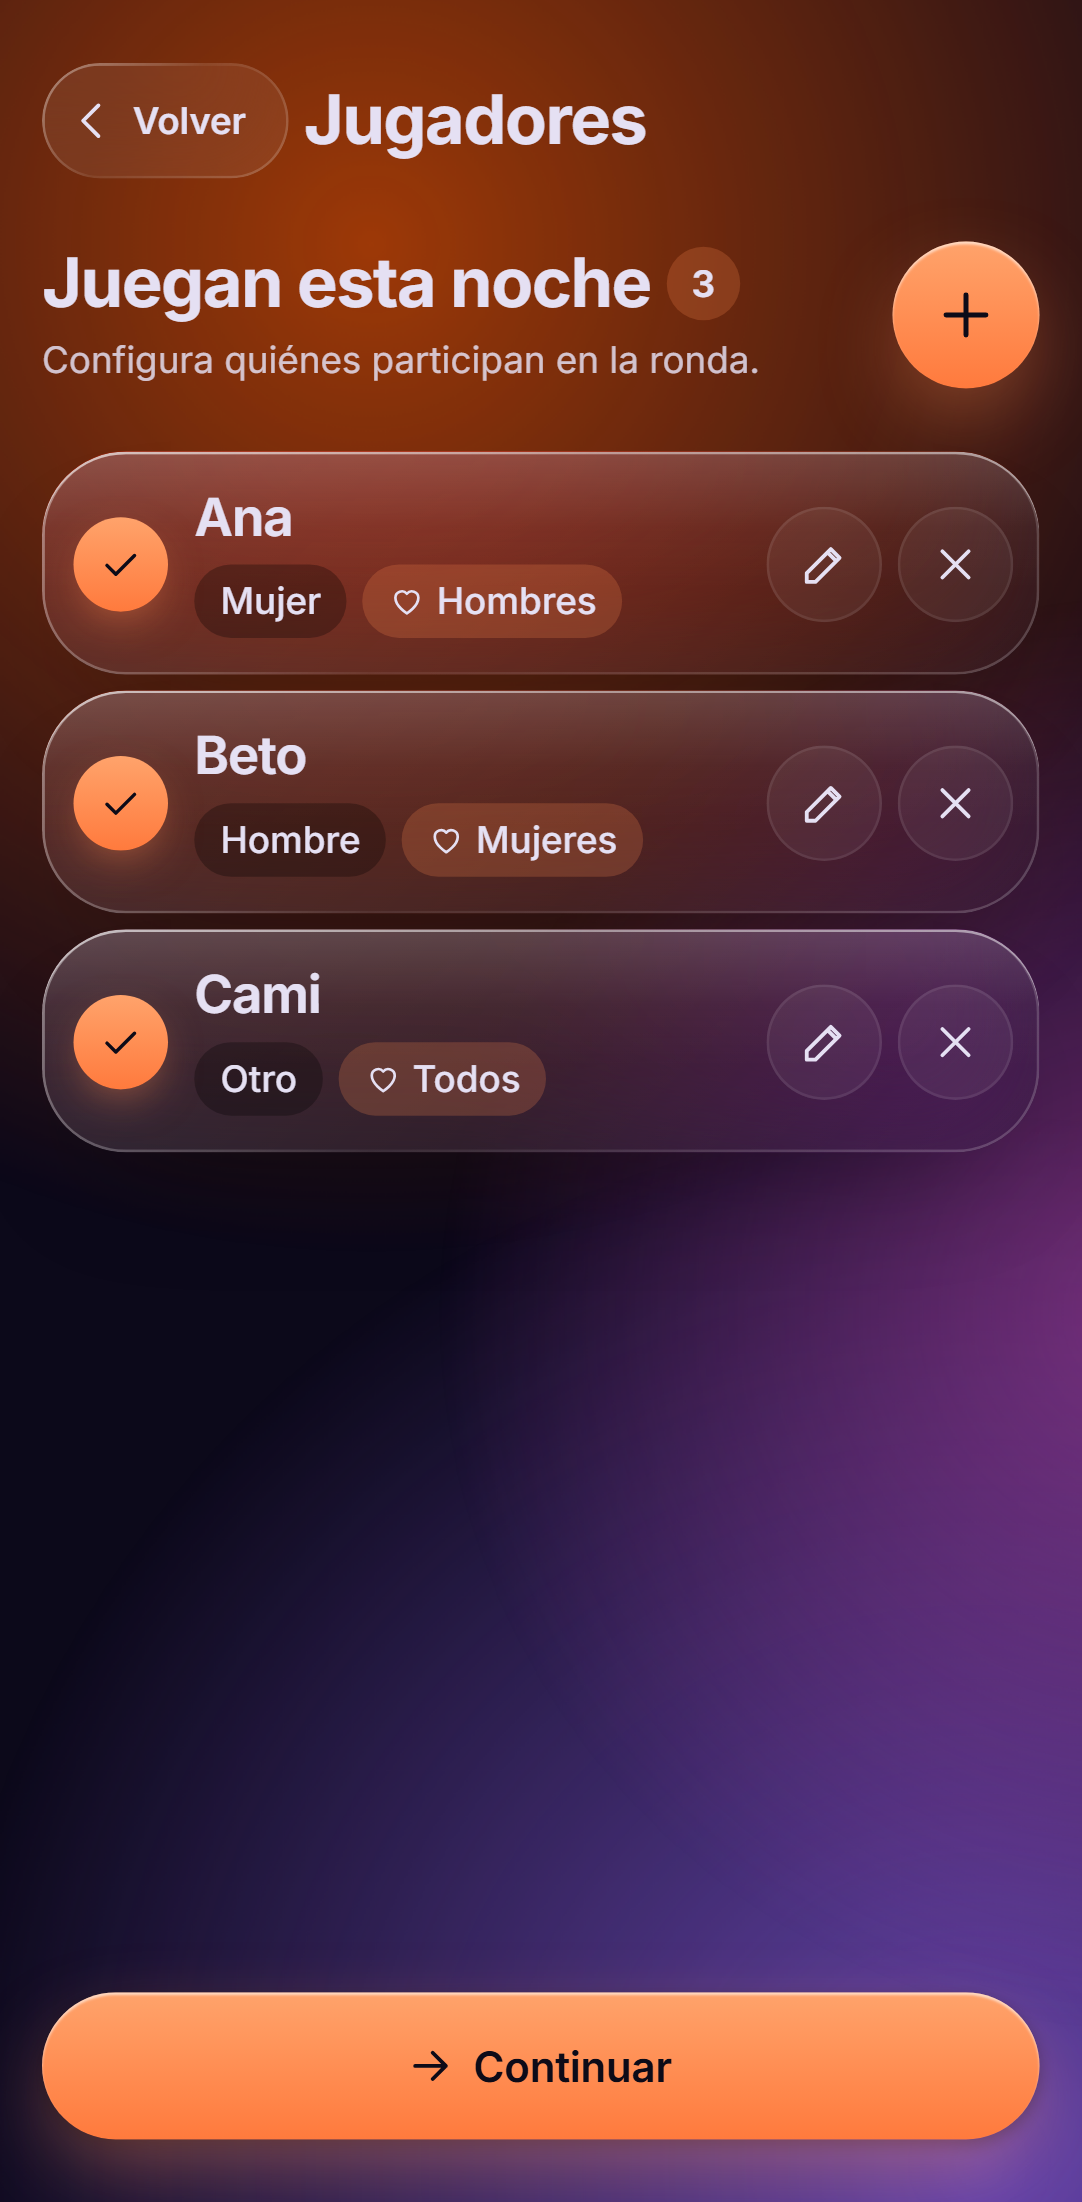 Volver
Jugadores
Juegan esta noche 3
Configura quiénes participan en la ronda.
Ana
Mujer Hombres
Beto
Hombre Mujeres
Cami
Otro Todos
Continuar